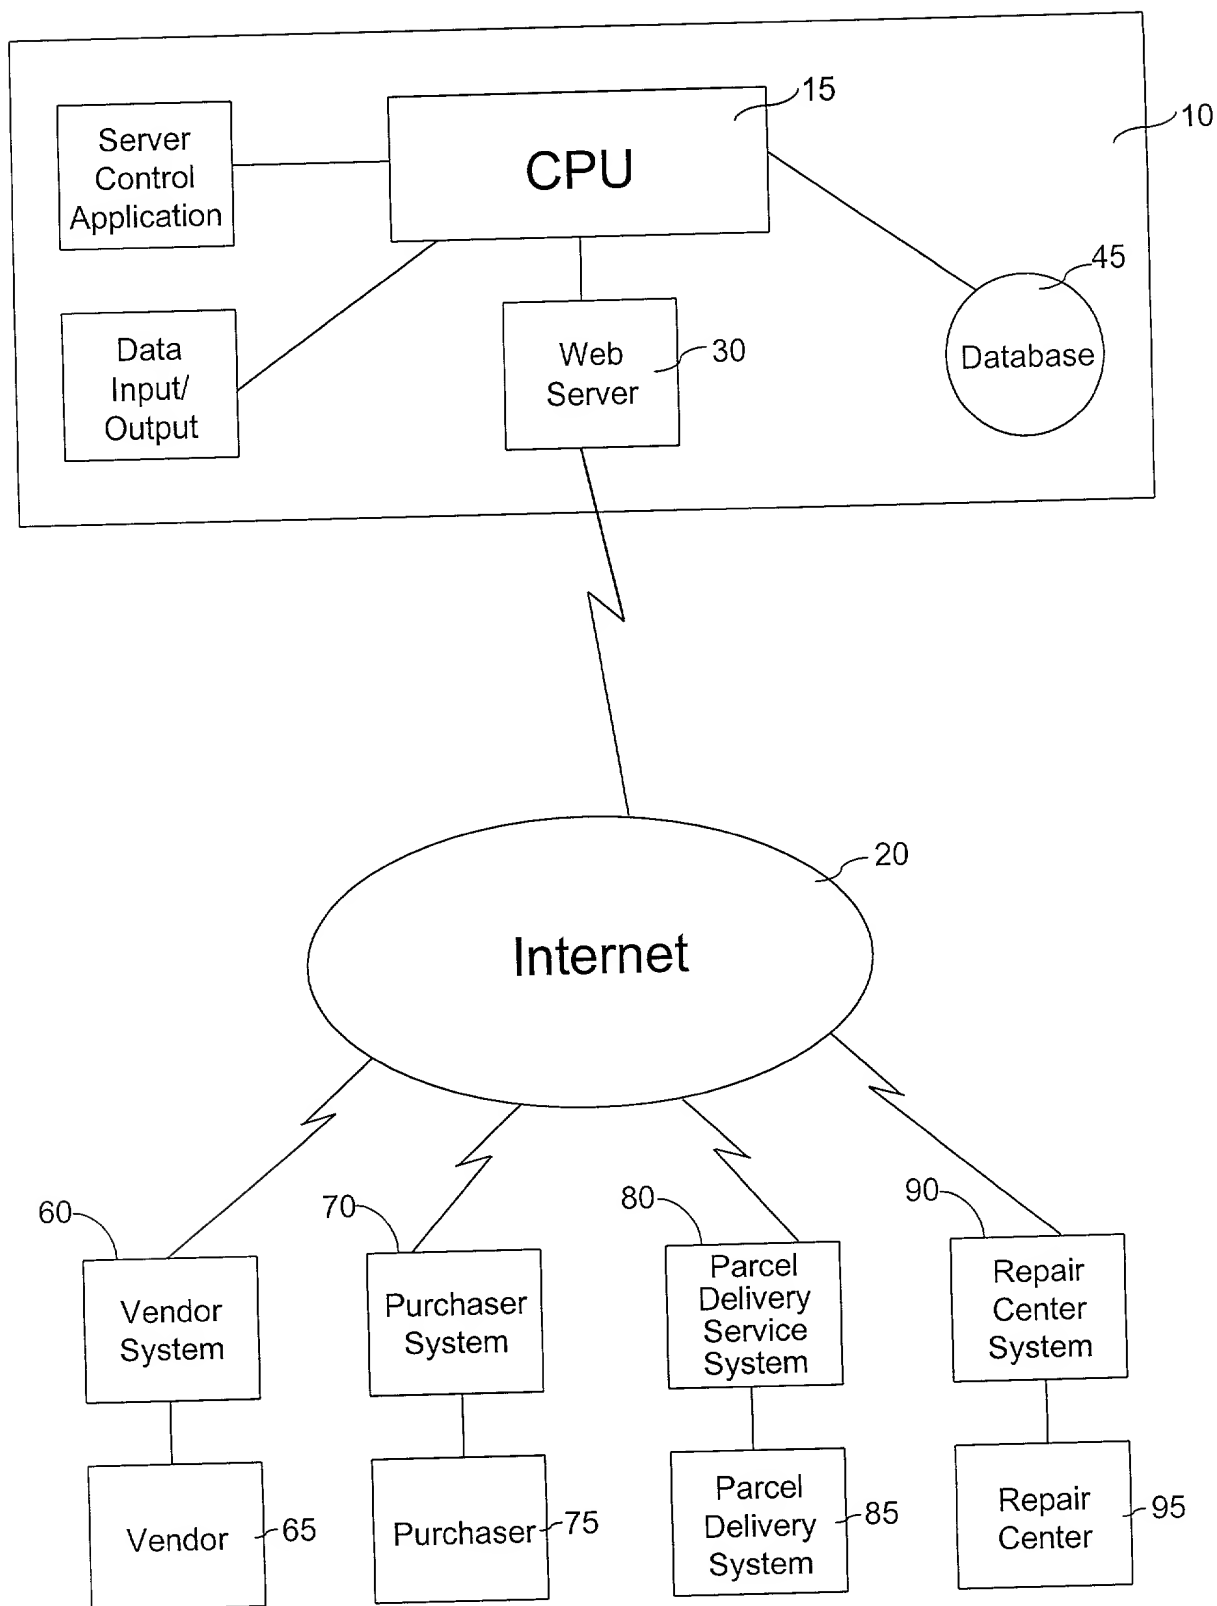 15
10
Server
Control
Application
CPU
45
Data
Input/
Output
Web
Server
30
Database
20
Internet
60
70
80
90
Vendor
System
Purchaser
System
Parcel
Delivery
Service
System
Repair
Center
System
Vendor
65
Purchaser
75
Parcel
Delivery
System
85
Repair
Center
95